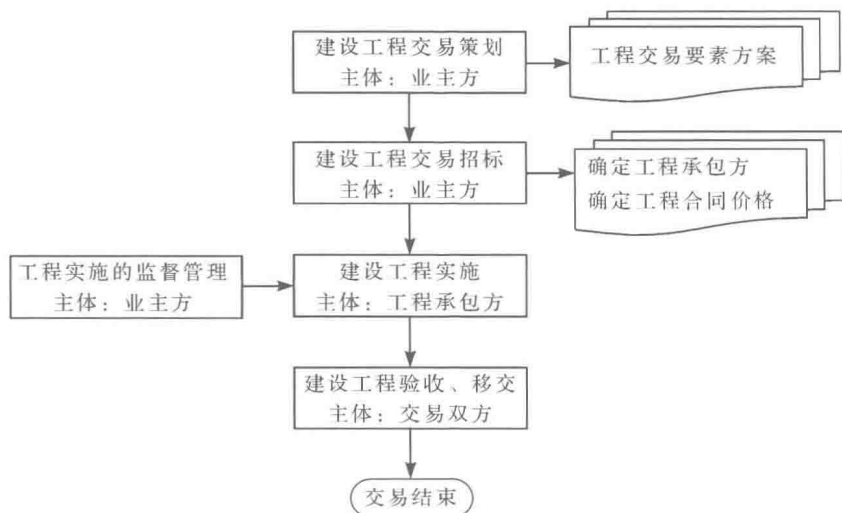 建设工程交易策划
主体：业主方
工程交易要素方案
建设工程交易招标
主体：业主方
确定工程承包方
确定工程合同价格
工程实施的监督管理
主体：业主方
建设工程实施
主体：工程承包方
建设工程验收、移交
主体：交易双方
交易结束